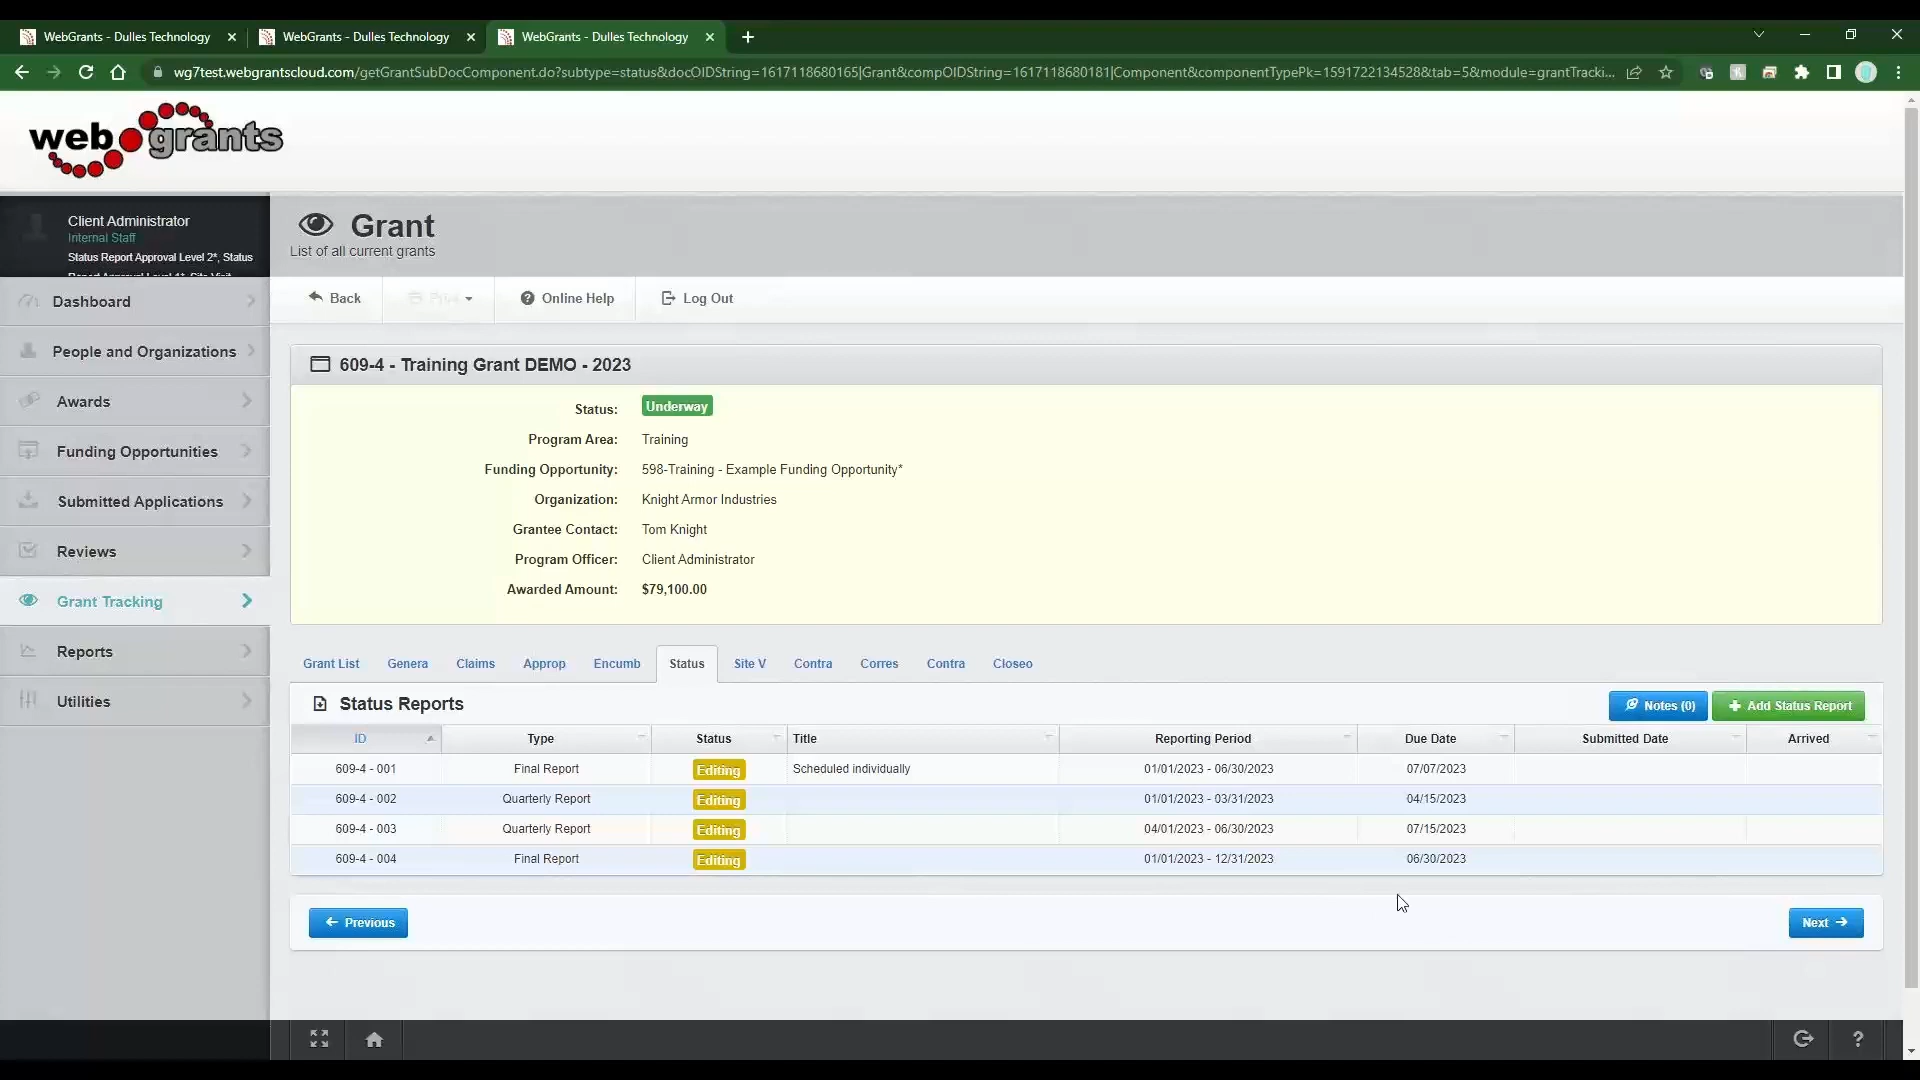 WebGrants - Dulles Technology
WebGrants - Dulles Technology
WebGrants - Dulles Technology
wg7test.webgrantscloud.com/getGrantSubDocComponent.do?subtype=status&docOIDString=1617118680165|Grant&compOIDString=1617118680181|Component&componentTypePk=1591722134528&tab=5&module=grantTracki...
web grants
Client Administrator
Internal Staff
Status Report Approval Level 2*, Status
Report Approval Level 1*, Site Visit
Dashboard
People and Organizations
Awards
Funding Opportunities
Submitted Applications
Reviews
Grant Tracking
Reports
Utilities
Grant
List of all current grants
Back
Print
Online Help
Log Out
609-4 - Training Grant DEMO - 2023
Status: Underway
Program Area: Training
Funding Opportunity: 598-Training - Example Funding Opportunity*
Organization: Knight Armor Industries
Grantee Contact: Tom Knight
Program Officer: Client Administrator
Awarded Amount: $79,100.00
Grant List Genera Claims Approp Encumb Status Site V Contra Corres Contra Closeo
Status Reports
Notes (0)
Add Status Report
ID Type Status Title Reporting Period Due Date Submitted Date Arrived
609-4 - 001 Final Report Editing Scheduled individually 01/01/2023 - 06/30/2023 07/07/2023
609-4 - 002 Quarterly Report Editing 01/01/2023 - 03/31/2023 04/15/2023
609-4 - 003 Quarterly Report Editing 04/01/2023 - 06/30/2023 07/15/2023
609-4 - 004 Final Report Editing 01/01/2023 - 12/31/2023 06/30/2023
Previous
Next